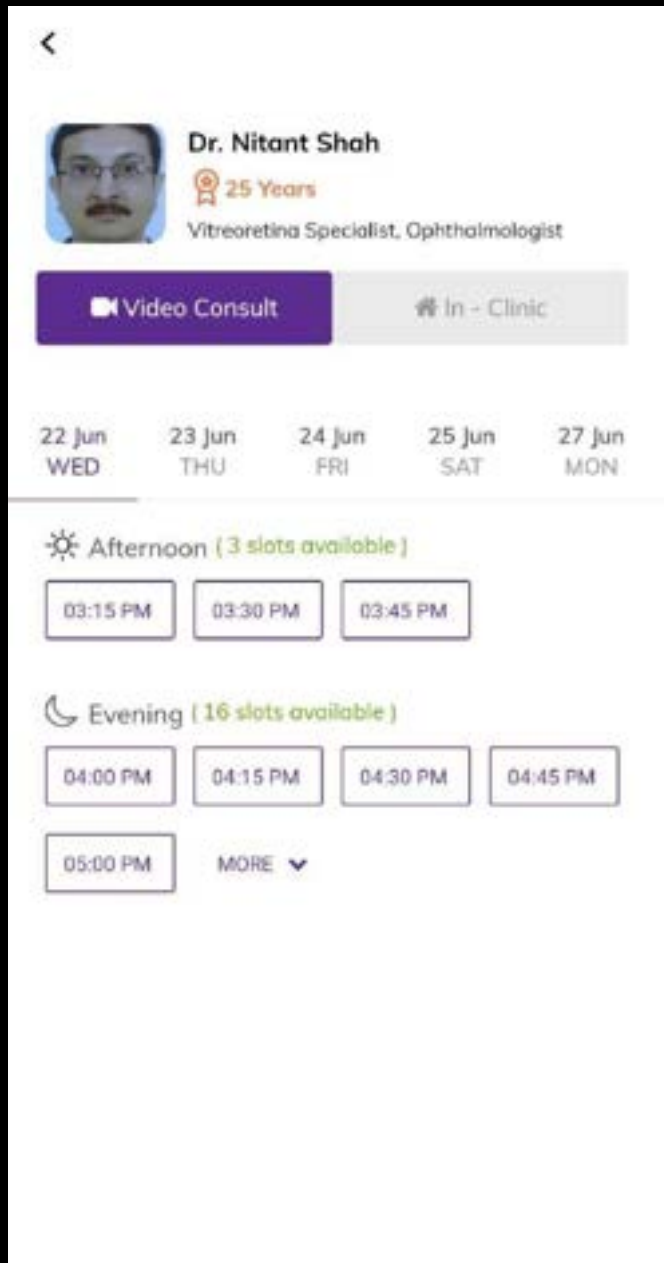 Dr. Nitant Shah
25 Years
Vitreoretina Specialist, Ophthalmologist
Video Consult
In - Clinic
22 Jun 23 Jun 24 Jun 25 Jun 27 Jun
WED THU FRI SAT MON
Afternoon ( 3 slots available )
03:15 PM 03:30 PM 03:45 PM
Evening ( 16 slots available )
04:00 PM 04:15 PM 04:30 PM 04:45 PM
05:00 PM MORE